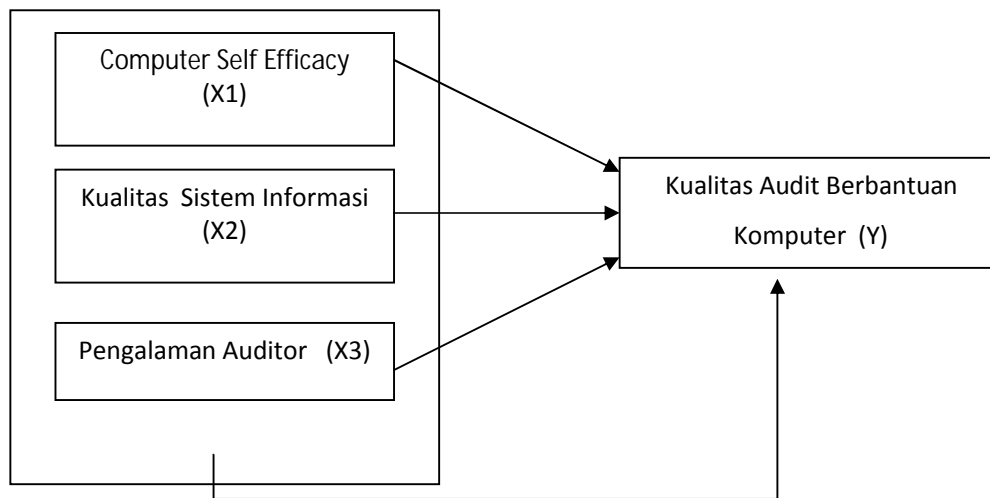 Computer Self Efficacy
(X1)
Kualitas Sistem Informasi
(X2)
Pengalaman Auditor (X3)
Kualitas Audit Berbantuan
Komputer (Y)